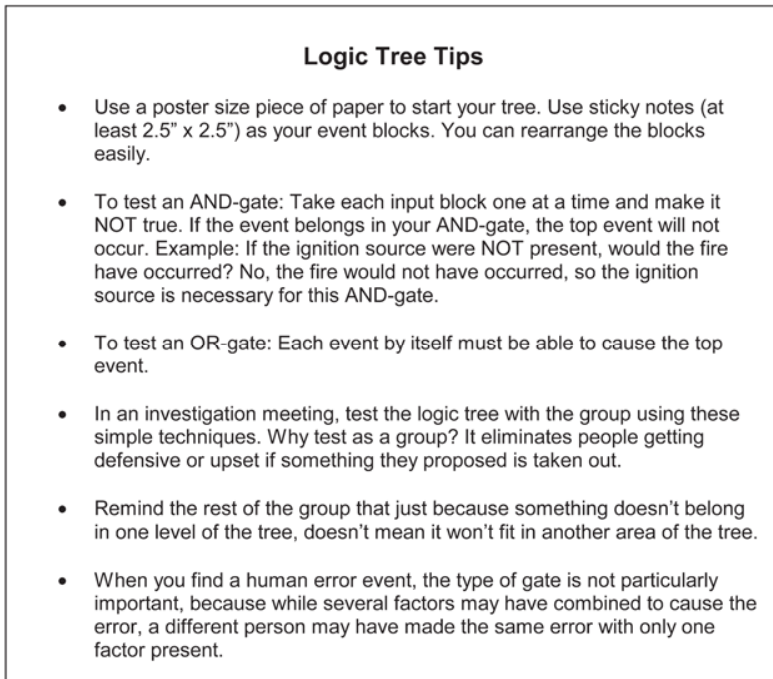 Logic Tree Tips
• Use a poster size piece of paper to start your tree. Use sticky notes (at
least 2.5” x 2.5”) as your event blocks. You can rearrange the blocks
easily.
• To test an AND-gate: Take each input block one at a time and make it
NOT true. If the event belongs in your AND-gate, the top event will not
occur. Example: If the ignition source were NOT present, would the fire
have occurred? No, the fire would not have occurred, so the ignition
source is necessary for this AND-gate.
• To test an OR-gate: Each event by itself must be able to cause the top
event.
• In an investigation meeting, test the logic tree with the group using these
simple techniques. Why test as a group? It eliminates people getting
defensive or upset if something they proposed is taken out.
• Remind the rest of the group that just because something doesn’t belong
in one level of the tree, doesn’t mean it won’t fit in another area of the tree.
• When you find a human error event, the type of gate is not particularly
important, because while several factors may have combined to cause the
error, a different person may have made the same error with only one
factor present.